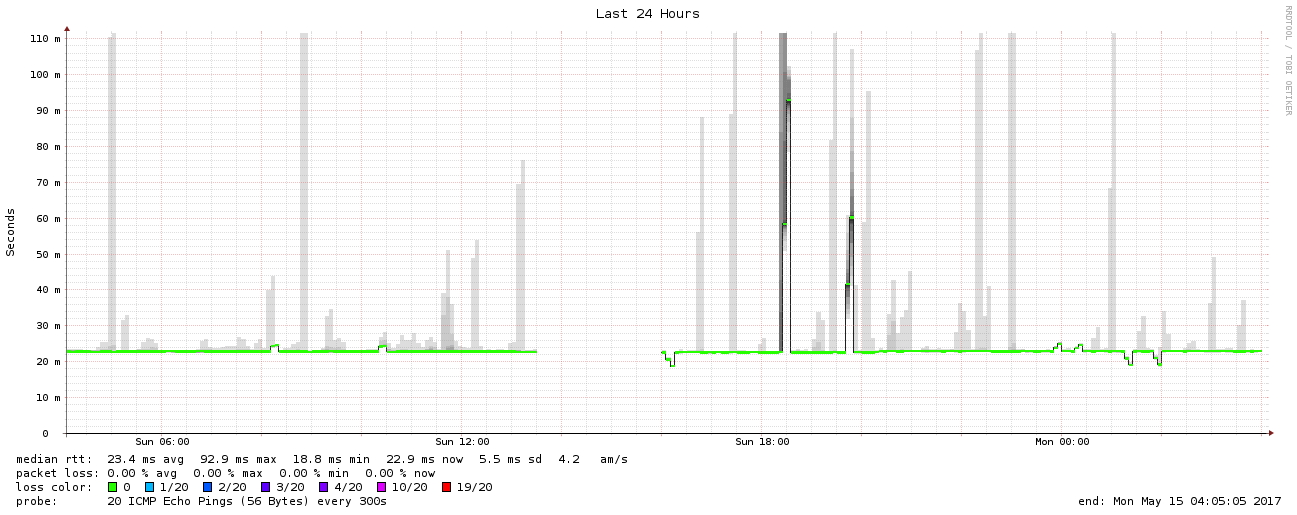 Last 24 Hours
RRDTOOL / TOBI OETIKER
Seconds
110 m
100 m
90 m
80 m
70 m
60 m
50 m
40 m
30 m
20 m
10 m
0
Sun 06:00 Sun 12:00 Sun 18:00 Mon 00:00
median rtt: 23.4 ms avg 92.9 ms max 18.8 ms min 22.9 ms now 5.5 ms sd 4.2 am/s
packet loss: 0.00 % avg 0.00 % max 0.00 % min 0.00 % now
loss color: 0 1/20 2/20 3/20 4/20 10/20 19/20
probe: 20 ICMP Echo Pings (56 Bytes) every 300s end: Mon May 15 04:05:05 2017